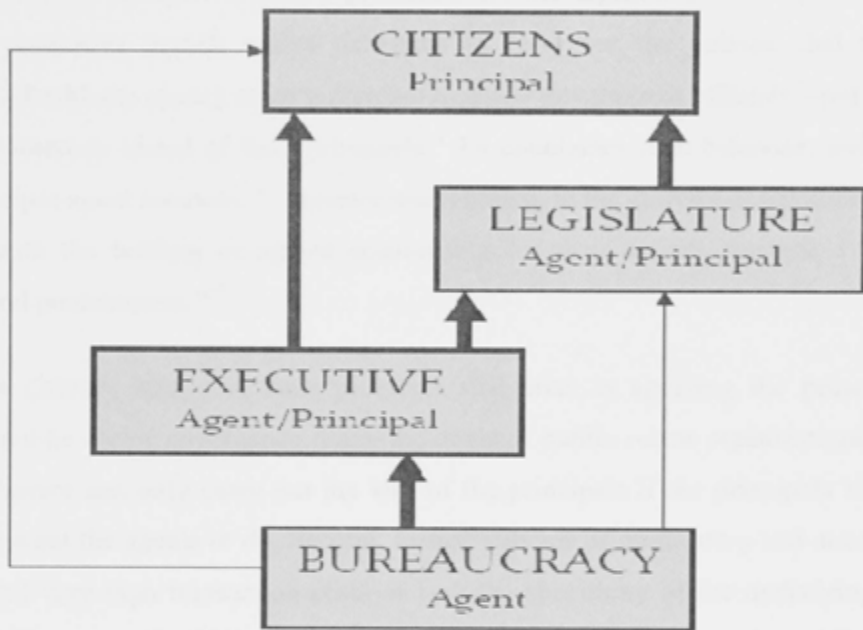 CITIZENS
Principal
LEGISLATURE
Agent/Principal
EXECUTIVE
Agent/Principal
BUREAUCRACY
Agent